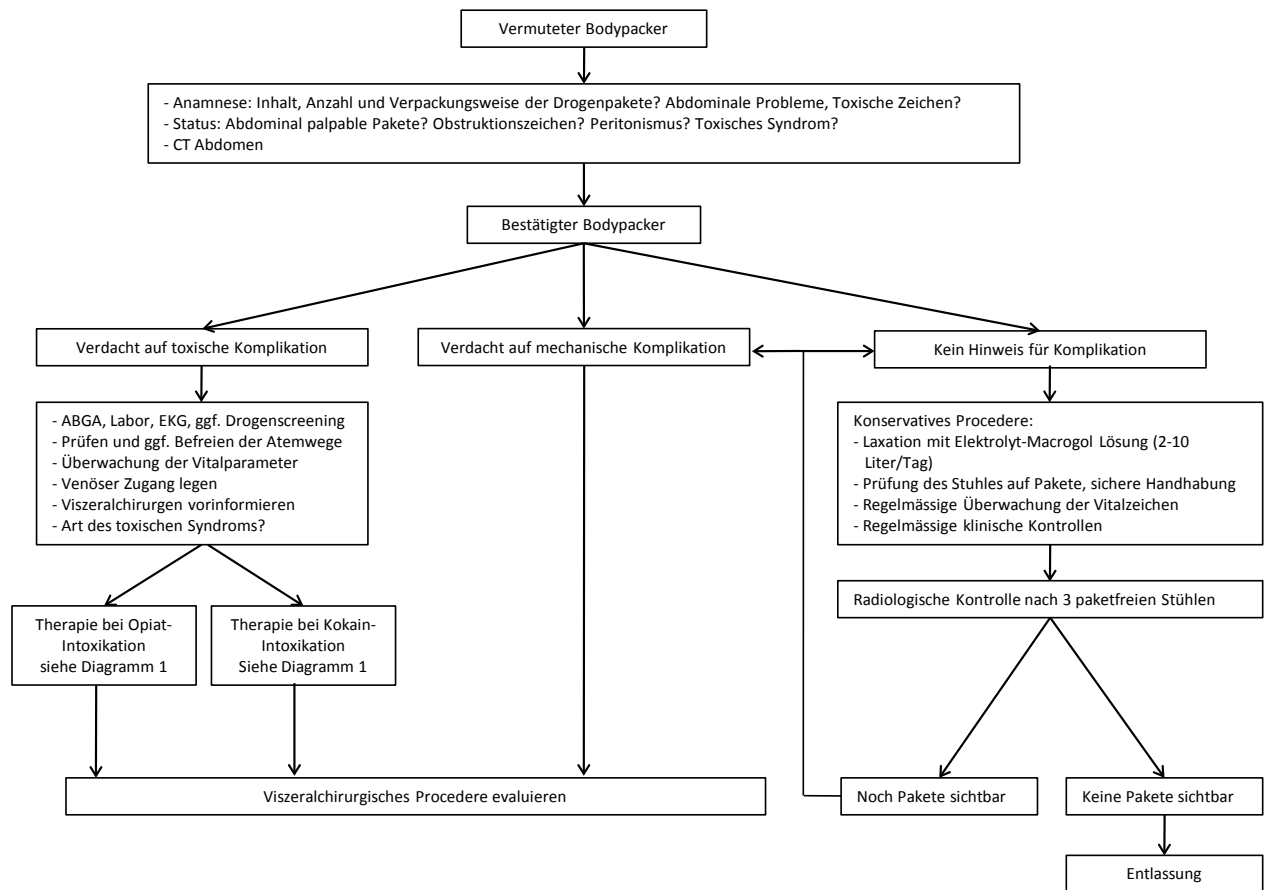 Vermuteter Bodypacker
- Anamnese: Inhalt, Anzahl und Verpackungsweise der Drogenpakete? Abdominale Probleme, Toxische Zeichen?
- Status: Abdominal palpable Pakete? Obstruktionszeichen? Peritonismus? Toxisches Syndrom?
- CT Abdomen
Bestätigter Bodypacker
Verdacht auf toxische Komplikation
Verdacht auf mechanische Komplikation
Kein Hinweis für Komplikation
- ABGA, Labor, EKG, ggf. Drogenscreening
- Prüfen und ggf. Befreien der Atemwege
- Überwachung der Vitalparameter
- Venöser Zugang legen
- Viszeralchirurgen vorinformieren
- Art des toxischen Syndroms?
Konservatives Procedere:
- Laxation mit Elektrolyt-Macrogol Lösung (2-10
Liter/Tag)
- Prüfung des Stuhles auf Pakete, sichere Handhabung
- Regelmässige Überwachung der Vitalzeichen
- Regelmässige klinische Kontrollen
Radiologische Kontrolle nach 3 paketfreien Stühlen
Therapie bei Opiat-
Intoxikation
siehe Diagramm 1
Therapie bei Kokain-
Intoxikation
Siehe Diagramm 1
Viszeralchirurgisches Procedere evaluieren
Noch Pakete sichtbar
Keine Pakete sichtbar
Entlassung